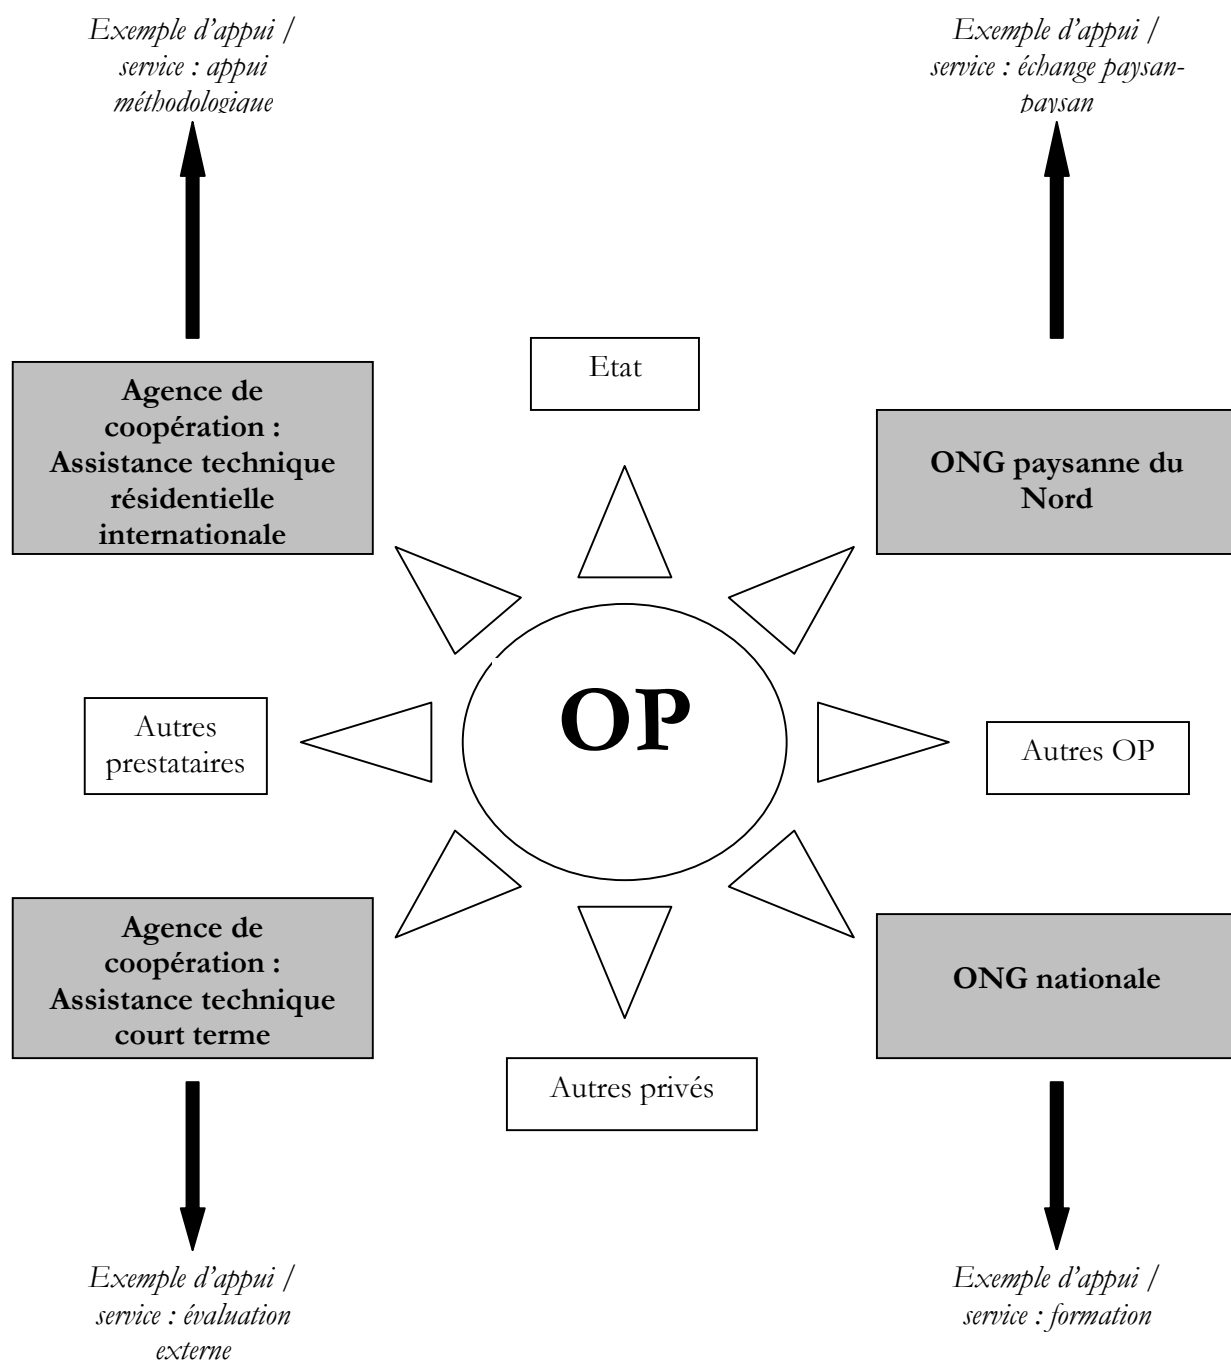 Exemple d'appui /
service : appui
méthodologique
Exemple d'appui /
service : échange paysan-
paysan
Etat
Agence de
coopération :
Assistance technique
résidentielle
internationale
ONG paysanne du
Nord
OP
Autres
prestataires
Autres OP
Agence de
coopération :
Assistance technique
court terme
ONG nationale
Autres privés
Exemple d'appui /
service : évaluation
externe
Exemple d'appui /
service : formation